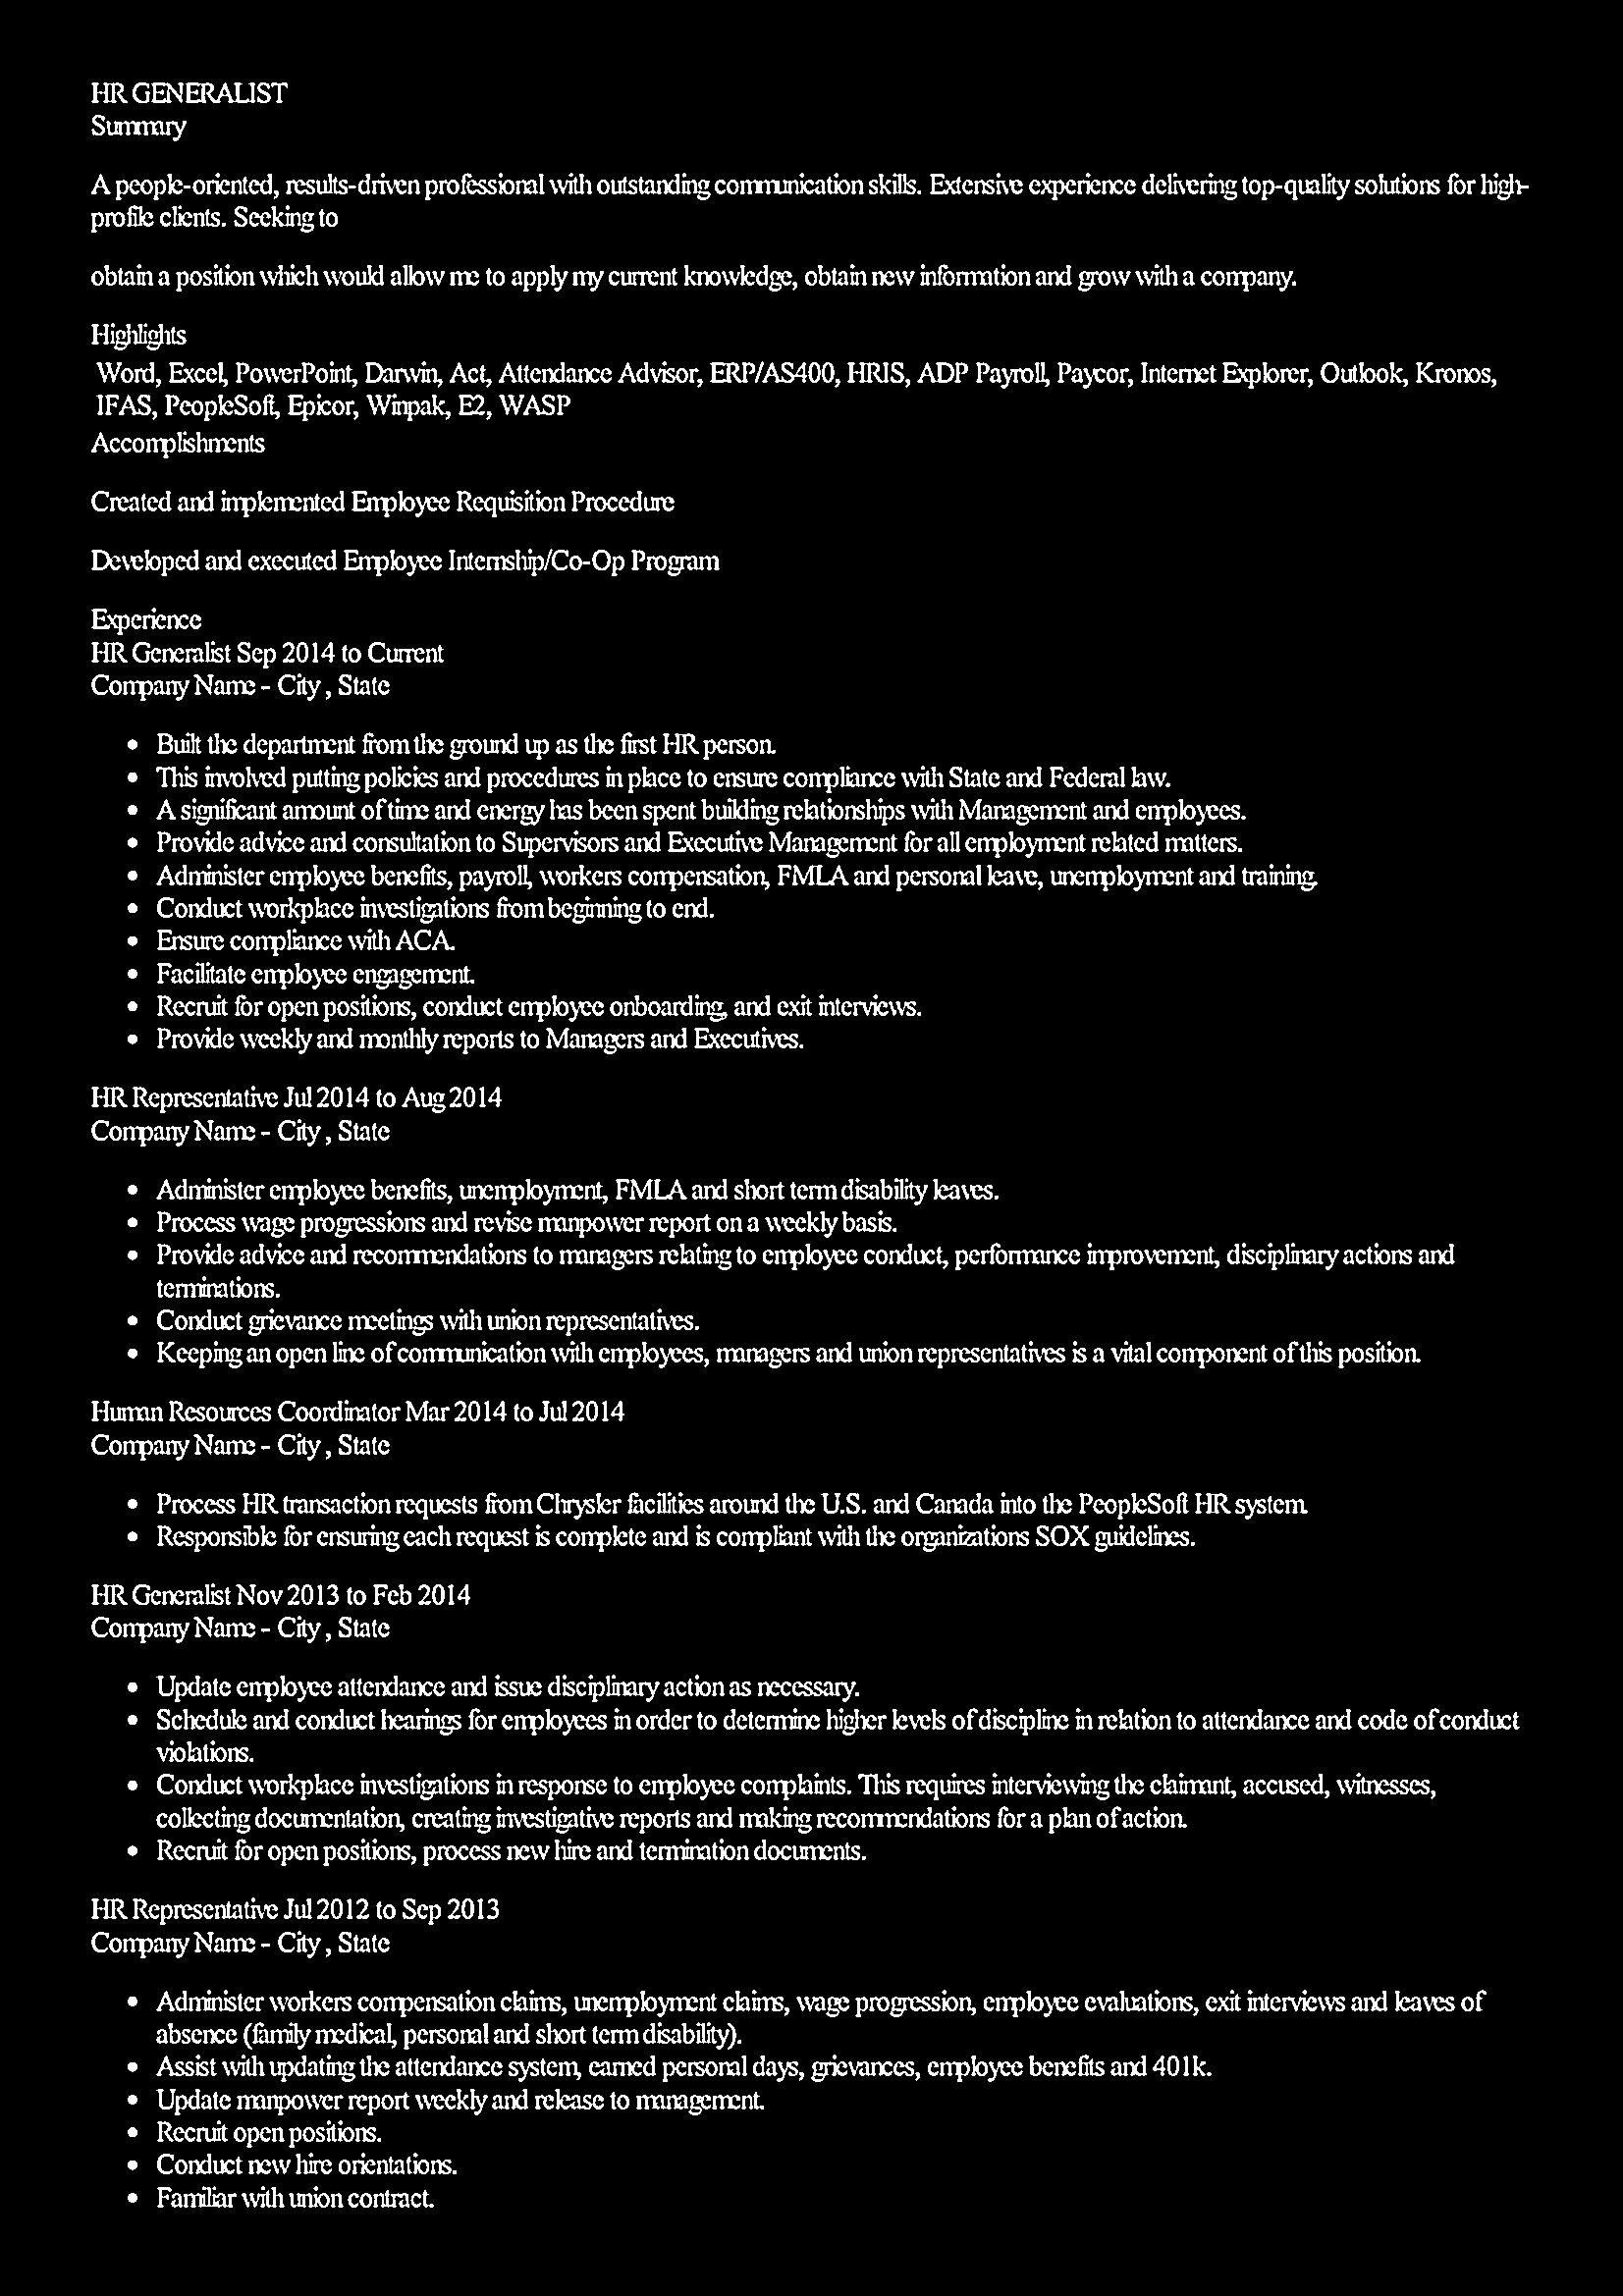 HR GENERALIST
Summary
A people-oriented, results-driven professional with outstanding communication skills. Extensive experience delivering top-quality solutions for high-
profile clients. Seeking to
obtain a position which would allow me to apply my current knowledge, obtain new information and grow with a company.
Highlights
Word, Excel, PowerPoint, Darwin, Act, Attendance Advisor, ERP/AS400, HRIS, ADP Payroll, Paycor, Internet Explorer, Outlook, Kronos,
IFAS, PeopleSoft, Epicor, Winpak, E2, WASP
Accomplishments
Created and implemented Employee Requisition Procedure
Developed and executed Employee Internship/Co-Op Program
Experience
HR Generalist Sep 2014 to Current
Company Name - City , State
• Built the department from the ground up as the first HR person.
• This involved putting policies and procedures in place to ensure compliance with State and Federal law.
• A significant amount of time and energy has been spent building relationships with Management and employees.
• Provide advice and consultation to Supervisors and Executive Management for all employment related matters.
• Administer employee benefits, payroll, workers compensation, FMLA and personal leave, unemployment and training.
• Conduct workplace investigations from beginning to end.
• Ensure compliance with ACA.
• Facilitate employee engagement.
• Recruit for open positions, conduct employee onboarding, and exit interviews.
• Provide weekly and monthly reports to Managers and Executives.
HR Representative Jul 2014 to Aug 2014
Company Name - City , State
• Administer employee benefits, unemployment, FMLA and short term disability leaves.
• Process wage progressions and revise manpower report on a weekly basis.
• Provide advice and recommendations to managers relating to employee conduct, performance improvement, disciplinary actions and
terminations.
• Conduct grievance meetings with union representatives.
• Keeping an open line of communication with employees, managers and union representatives is a vital component of this position.
Human Resources Coordinator Mar 2014 to Jul 2014
Company Name - City , State
• Process HR transaction requests from Chrysler facilities around the U.S. and Canada into the PeopleSoft HR system.
• Responsible for ensuring each request is complete and is compliant with the organizations SOX guidelines.
HR Generalist Nov 2013 to Feb 2014
Company Name - City , State
• Update employee attendance and issue disciplinary action as necessary.
• Schedule and conduct hearings for employees in order to determine higher levels of discipline in relation to attendance and code of conduct
violations.
• Conduct workplace investigations in response to employee complaints. This requires interviewing the claimant, accused, witnesses,
collecting documentation, creating investigative reports and making recommendations for a plan of action.
• Recruit for open positions, process new hire and termination documents.
HR Representative Jul 2012 to Sep 2013
Company Name - City , State
• Administer workers compensation claims, unemployment claims, wage progression, employee evaluations, exit interviews and leaves of
absence (family medical, personal and short term disability).
• Assist with updating the attendance system, earned personal days, grievances, employee benefits and 401k.
• Update manpower report weekly and release to management.
• Recruit open positions.
• Conduct new hire orientations.
• Familiar with union contract.